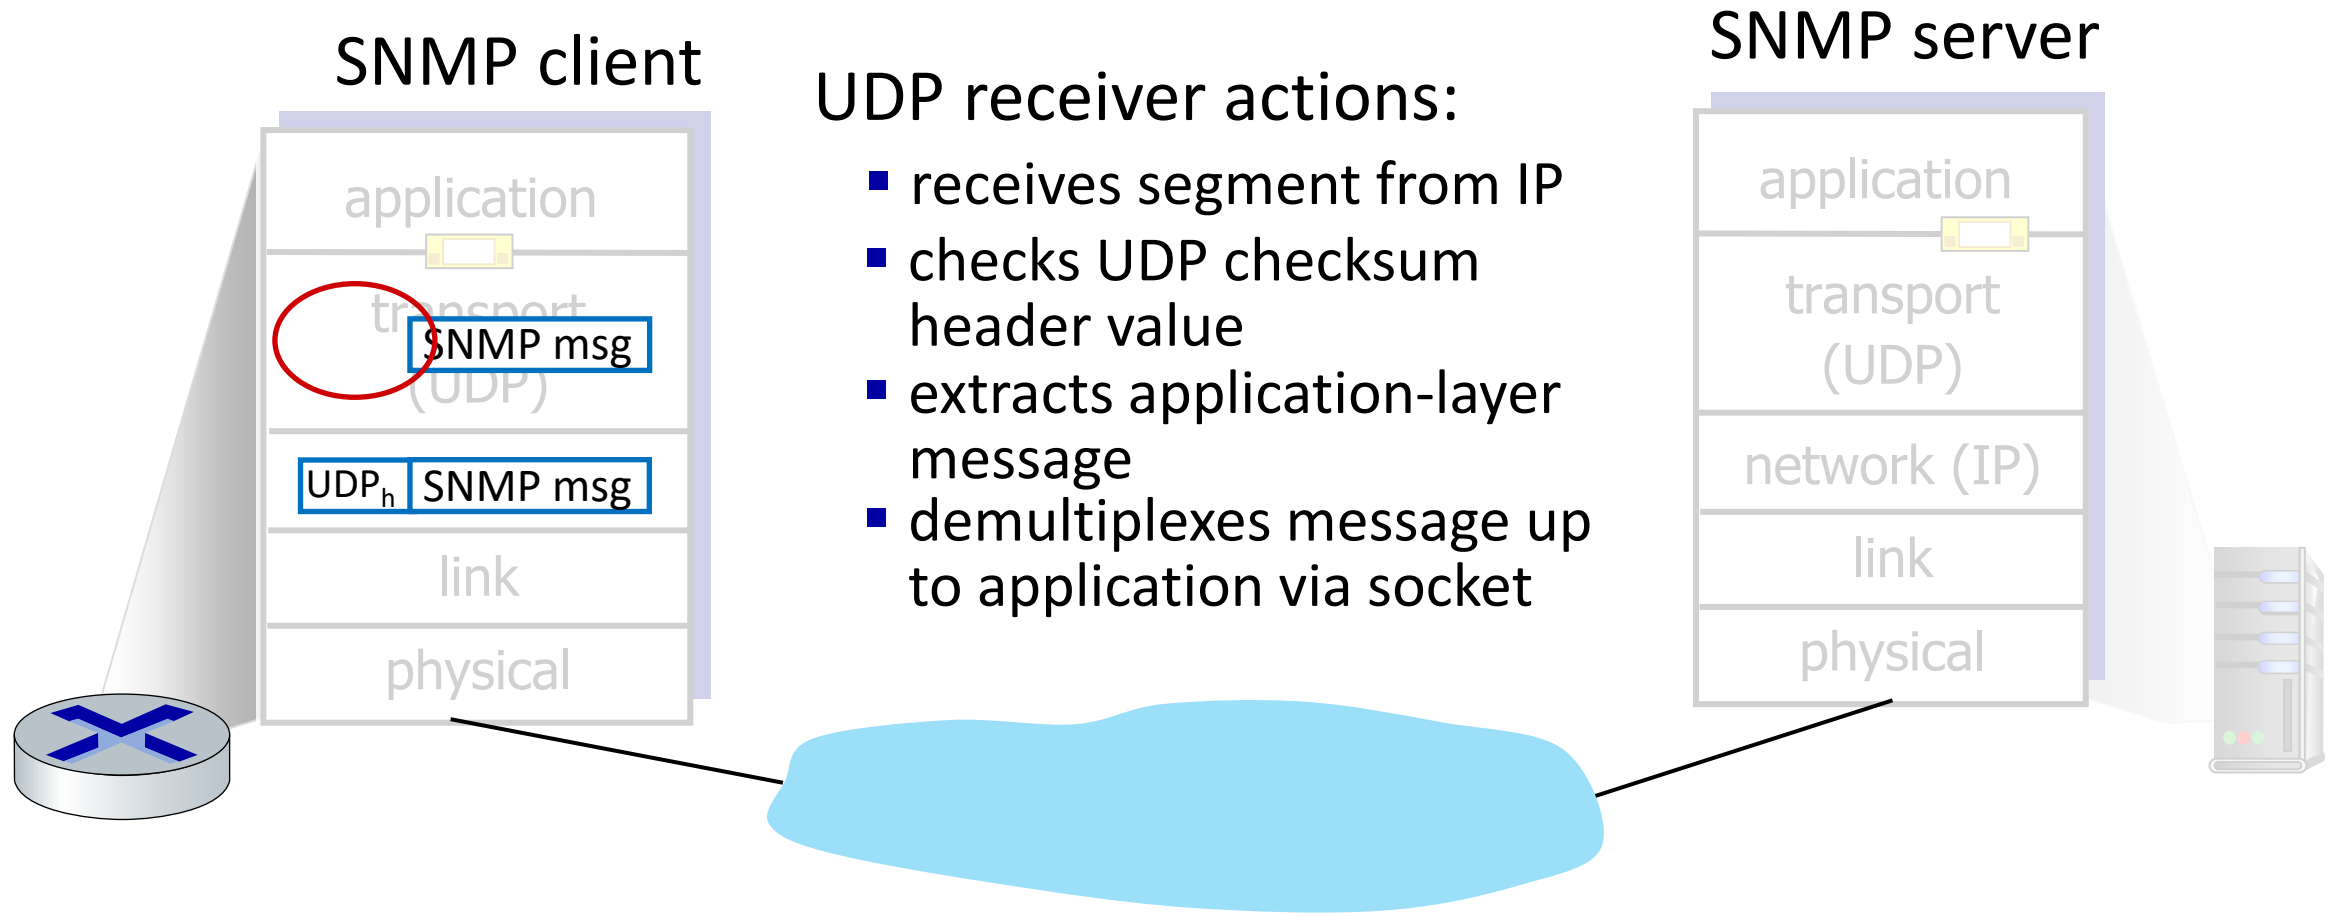 SNMP client
application
transport
SNMP msg
(UDP)
UDPh SNMP msg
link
physical
UDP receiver actions:
▪ receives segment from IP
▪ checks UDP checksum
header value
▪ extracts application-layer
message
▪ demultiplexes message up
to application via socket
SNMP server
application
transport
(UDP)
network (IP)
link
physical